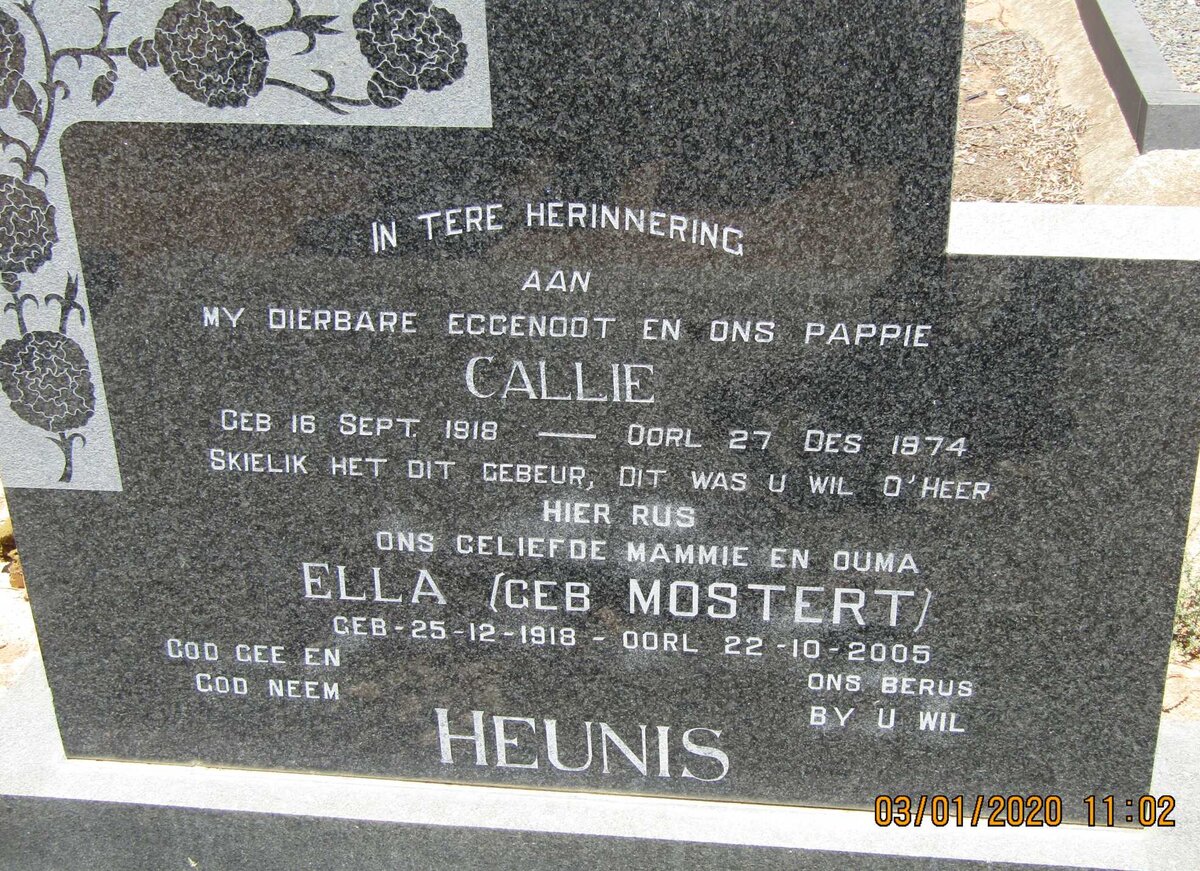 IN TERE HERINNERING
AAN
MY DIERBARE EGGENOOT EN ONS PAPPIE
CALLIE
GEB 16 SEPT. 1918 — OORL 27 DES 1974
SKIELIK HET DIT GEBEUR, DIT WAS U WIL O'HEER
HIER RUS
ONS GELIEFDE MAMMIE EN OUMA
ELLA (GEB MOSTERT)
GEB-25-12-1918 - OORL 22-10-2005
GOD GEE EN
GOD NEEM
ONS BERUS
BY U WIL
HEUNIS
03/01/2020 11:02